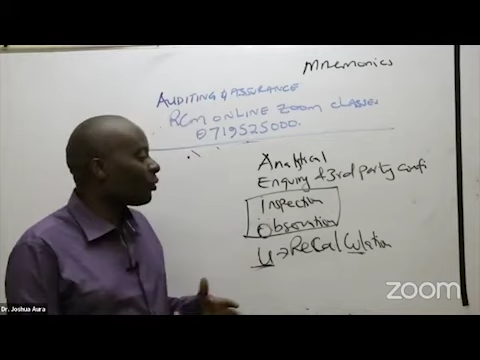 Mnemonics
AUDITING & ASSURANCE
RCM ONLINE ZOOM classes
0719525000.
Analytical
Enquiry & 3rd party Confi
Inspection
Observation
U → ReCalCulation
zoom
Dr. Joshua Aura